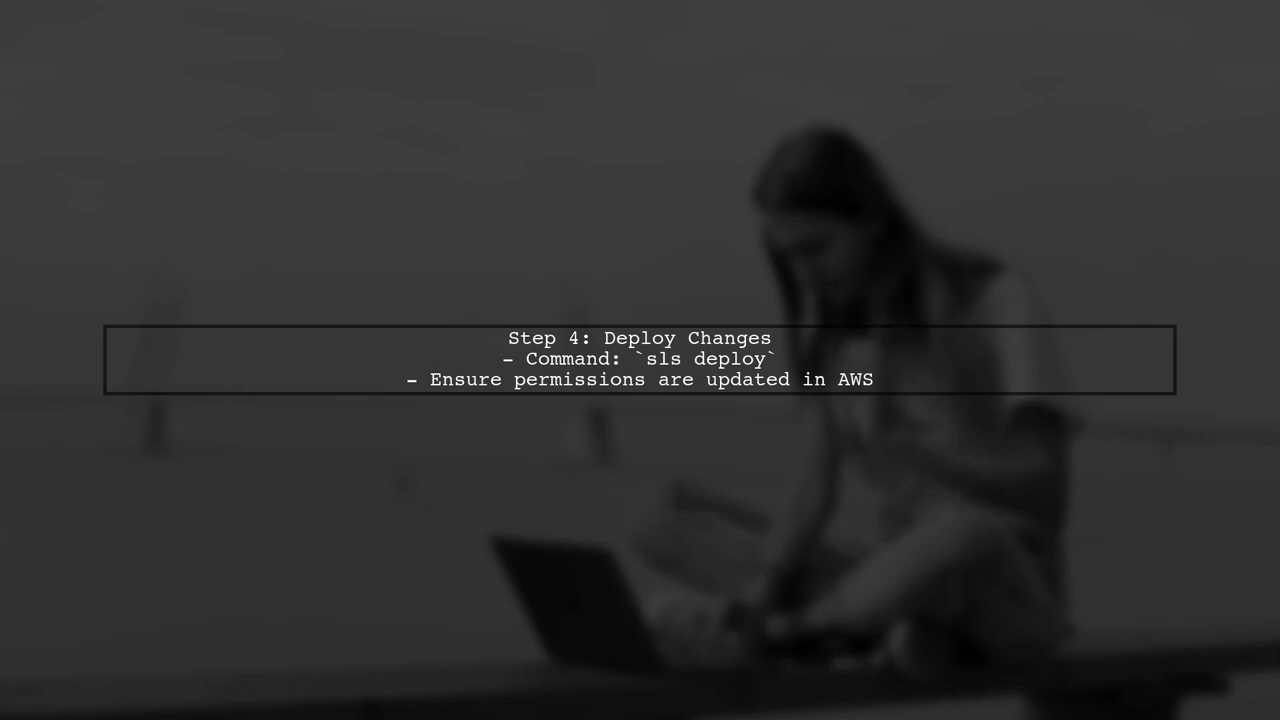 Step 4: Deploy Changes
- Command: `sls deploy`
- Ensure permissions are updated in AWS